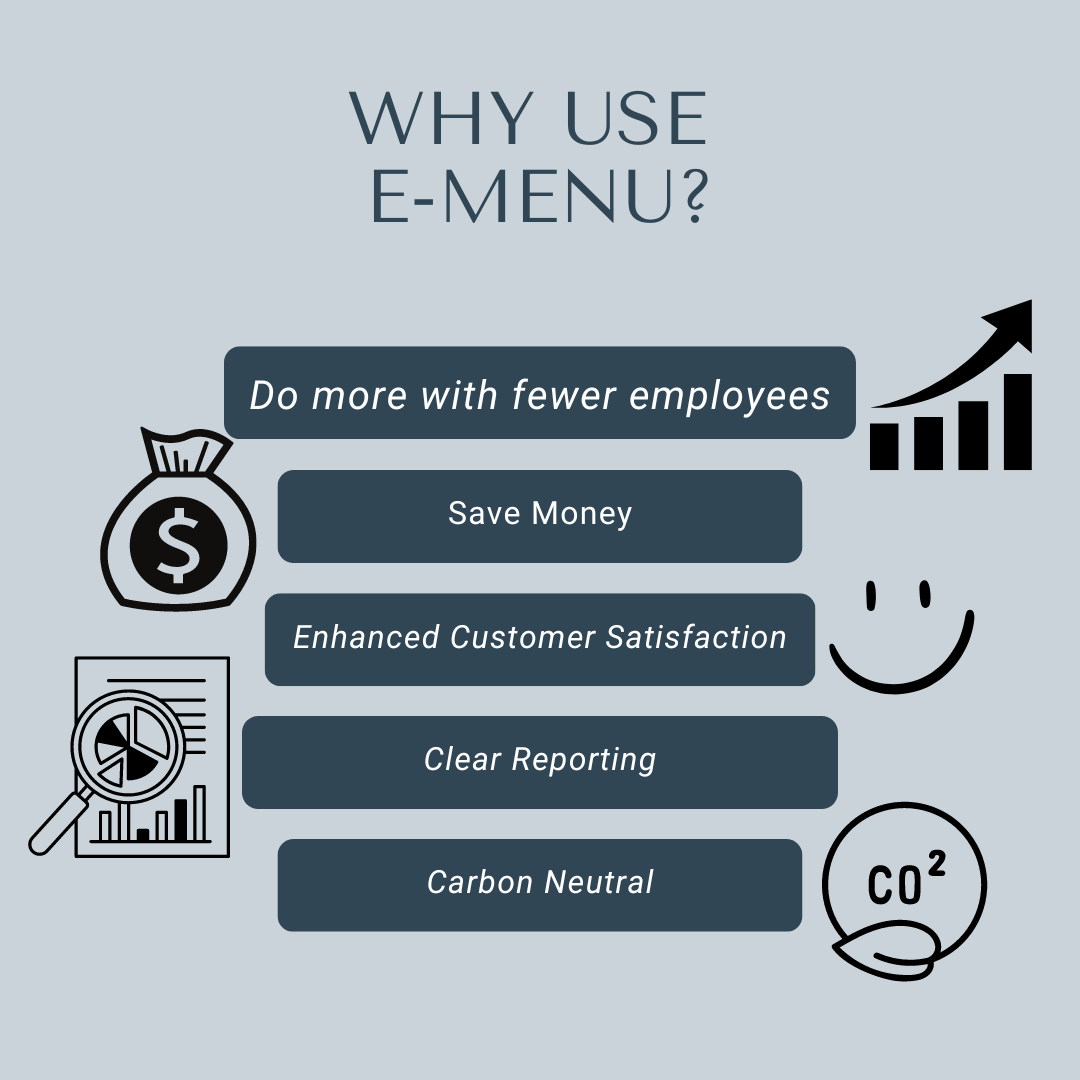 WHY USE
E-MENU?
Do more with fewer employees
Save Money
$
Enhanced Customer Satisfaction
Clear Reporting
Carbon Neutral
CO²